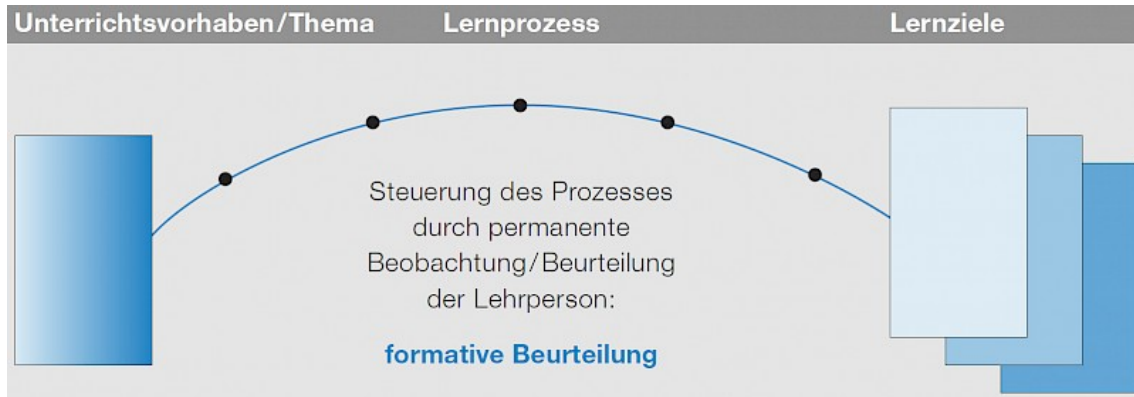 Unterrichtsvorhaben/Thema Lernprozess Lernziele
Steuerung des Prozesses
durch permanente
Beobachtung/Beurteilung
der Lehrperson:
formative Beurteilung